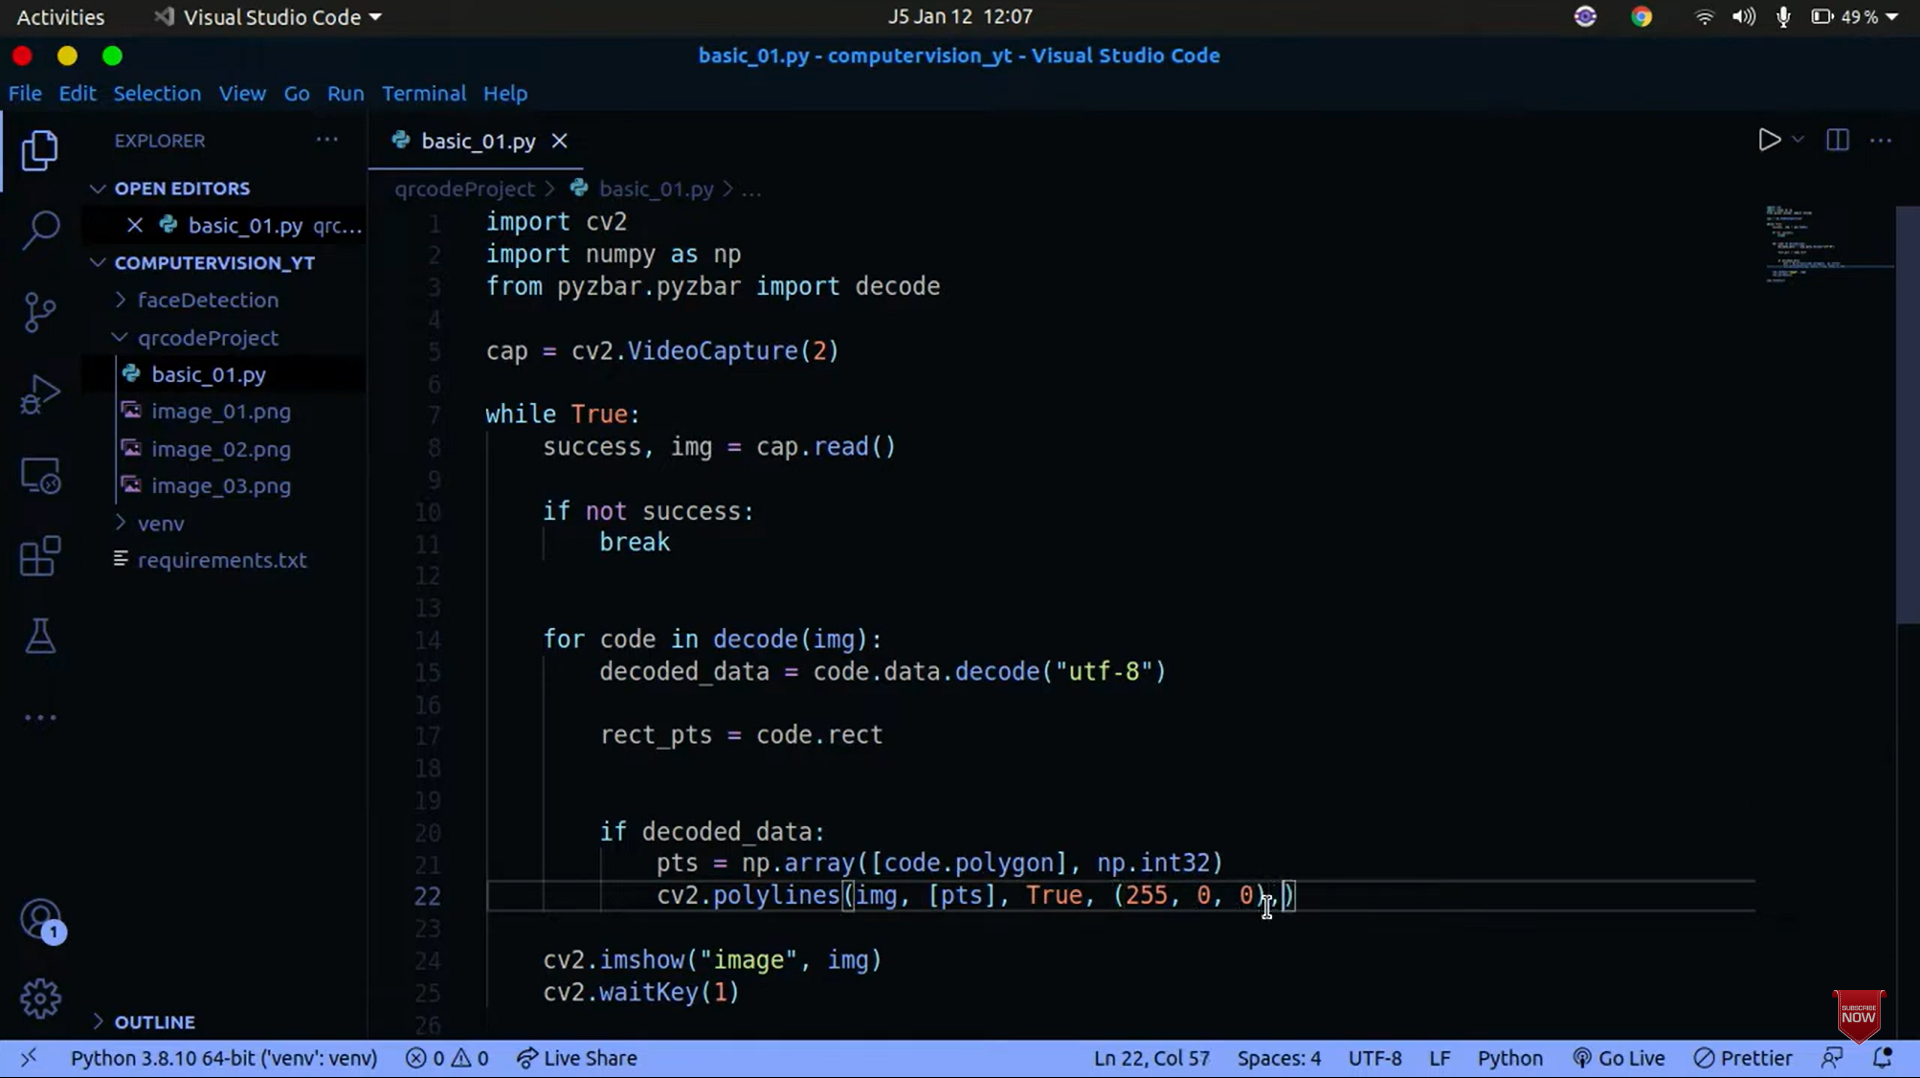 Activities Visual Studio Code J5 Jan 12 12:07 49 %
basic_01.py - computervision_yt - Visual Studio Code
File Edit Selection View Go Run Terminal Help
EXPLORER
OPEN EDITORS
basic_01.py qrc...
COMPUTERVISION_YT
faceDetection
qrcodeProject
basic_01.py
image_01.png
image_02.png
image_03.png
venv
requirements.txt
OUTLINE
basic_01.py
qrcodeProject > basic_01.py > ...
1 import cv2
2 import numpy as np
3 from pyzbar.pyzbar import decode
4
5 cap = cv2.VideoCapture(2)
6
7 while True:
8 success, img = cap.read()
9
10 if not success:
11 break
12
13
14 for code in decode(img):
15 decoded_data = code.data.decode("utf-8")
16
17 rect_pts = code.rect
18
19
20 if decoded_data:
21 pts = np.array([code.polygon], np.int32)
22 cv2.polylines(img, [pts], True, (255, 0, 0),)
23
24 cv2.imshow("image", img)
25 cv2.waitKey(1)
26
1
SUBSCRIBE
NOW
Python 3.8.10 64-bit ('venv': venv) 0 0 Live Share Ln 22, Col 57 Spaces: 4 UTF-8 LF Python Go Live Prettier